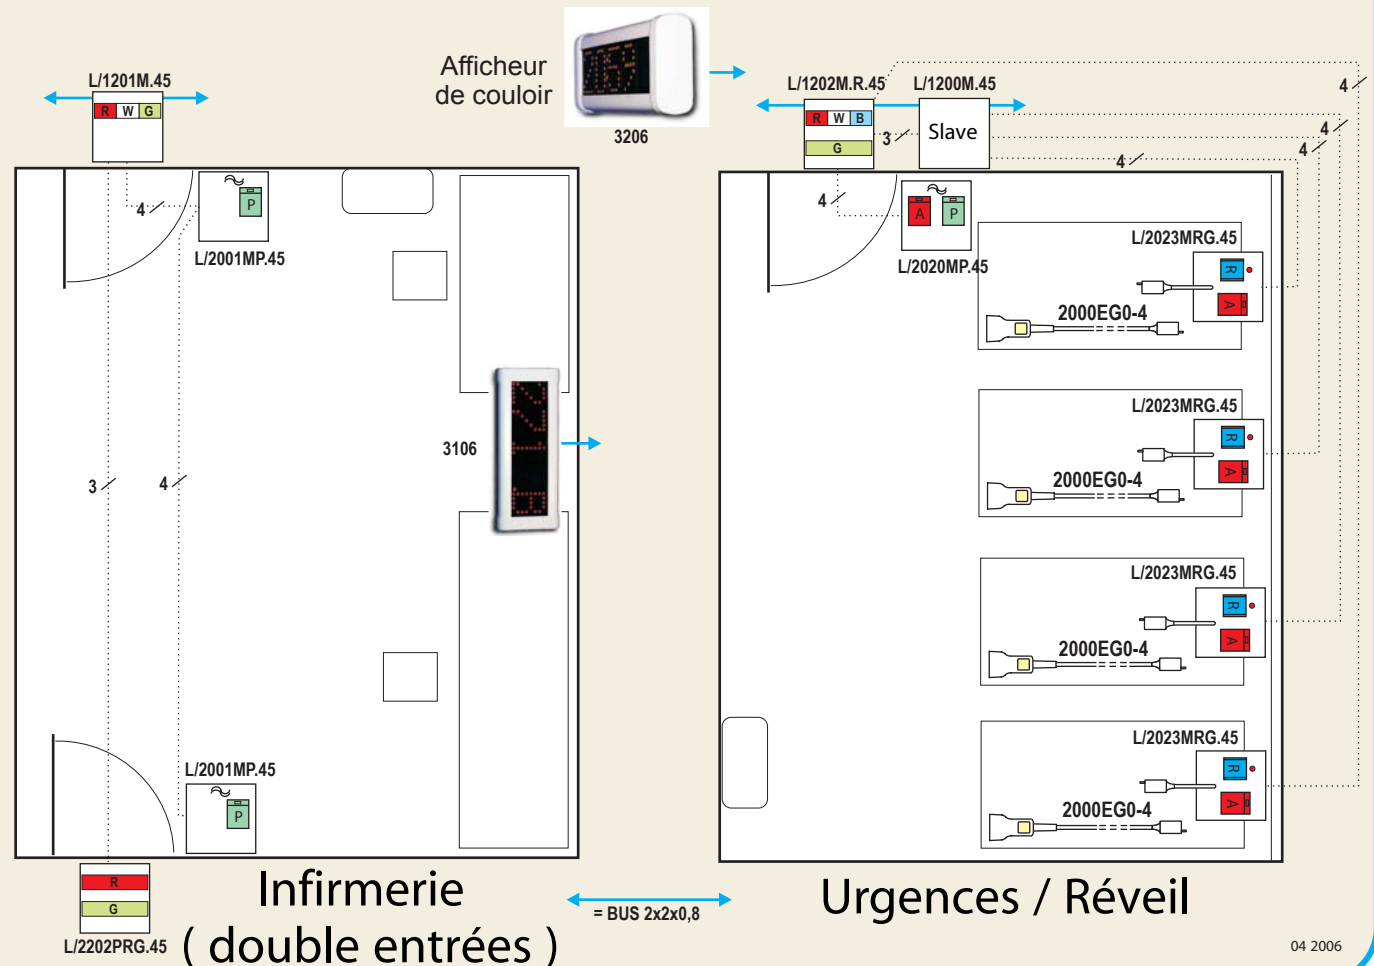 Afficheur
de couloir
3206
L/1201M.45
R W G
L/1202M.R.45
L/1200M.45
R W B
G
Slave
3
4
4
4
4
4
4
P
L/2001MP.45
A P
L/2020MP.45
L/2023MRG.45
R
A
2000EG0-4
L/2023MRG.45
R
A
2000EG0-4
3106
3
4
L/2023MRG.45
R
A
2000EG0-4
L/2001MP.45
P
L/2023MRG.45
R
A
2000EG0-4
R
G
L/2202PRG.45
Infirmerie
( double entrées )
= BUS 2x2x0,8
Urgences / Réveil
04 2006